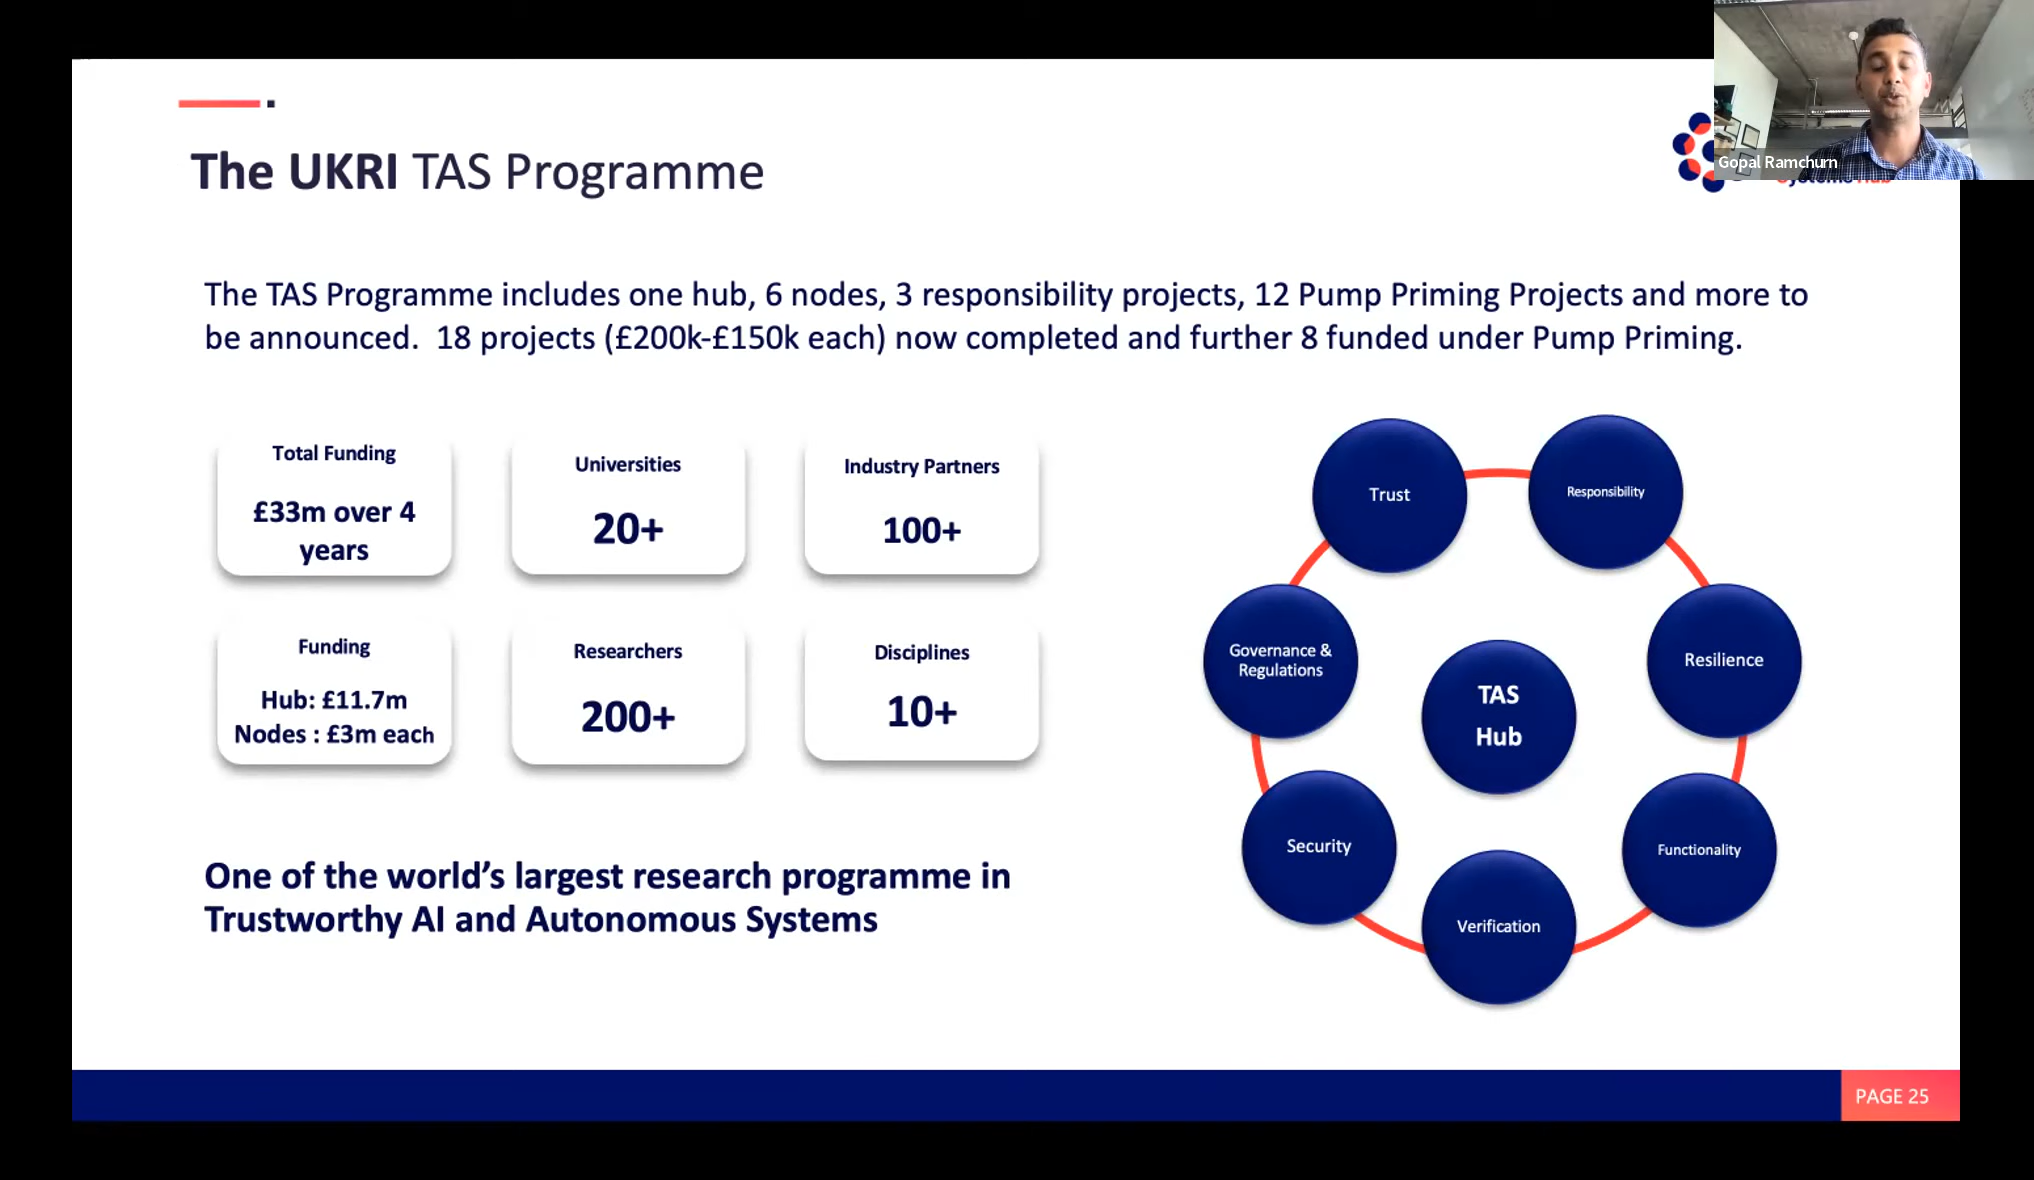 Gopal Ramchurn
The UKRI TAS Programme
The TAS Programme includes one hub, 6 nodes, 3 responsibility projects, 12 Pump Priming Projects and more to
be announced.  18 projects (£200k-£150k each) now completed and further 8 funded under Pump Priming.
Total Funding
£33m over 4
years
Universities
20+
Industry Partners
100+
Funding
Hub: £11.7m
Nodes : £3m each
Researchers
200+
Disciplines
10+
One of the world’s largest research programme in
Trustworthy AI and Autonomous Systems
Trust
Responsibility
Governance &
Regulations
Resilience
TAS
Hub
Security
Functionality
Verification
PAGE 25